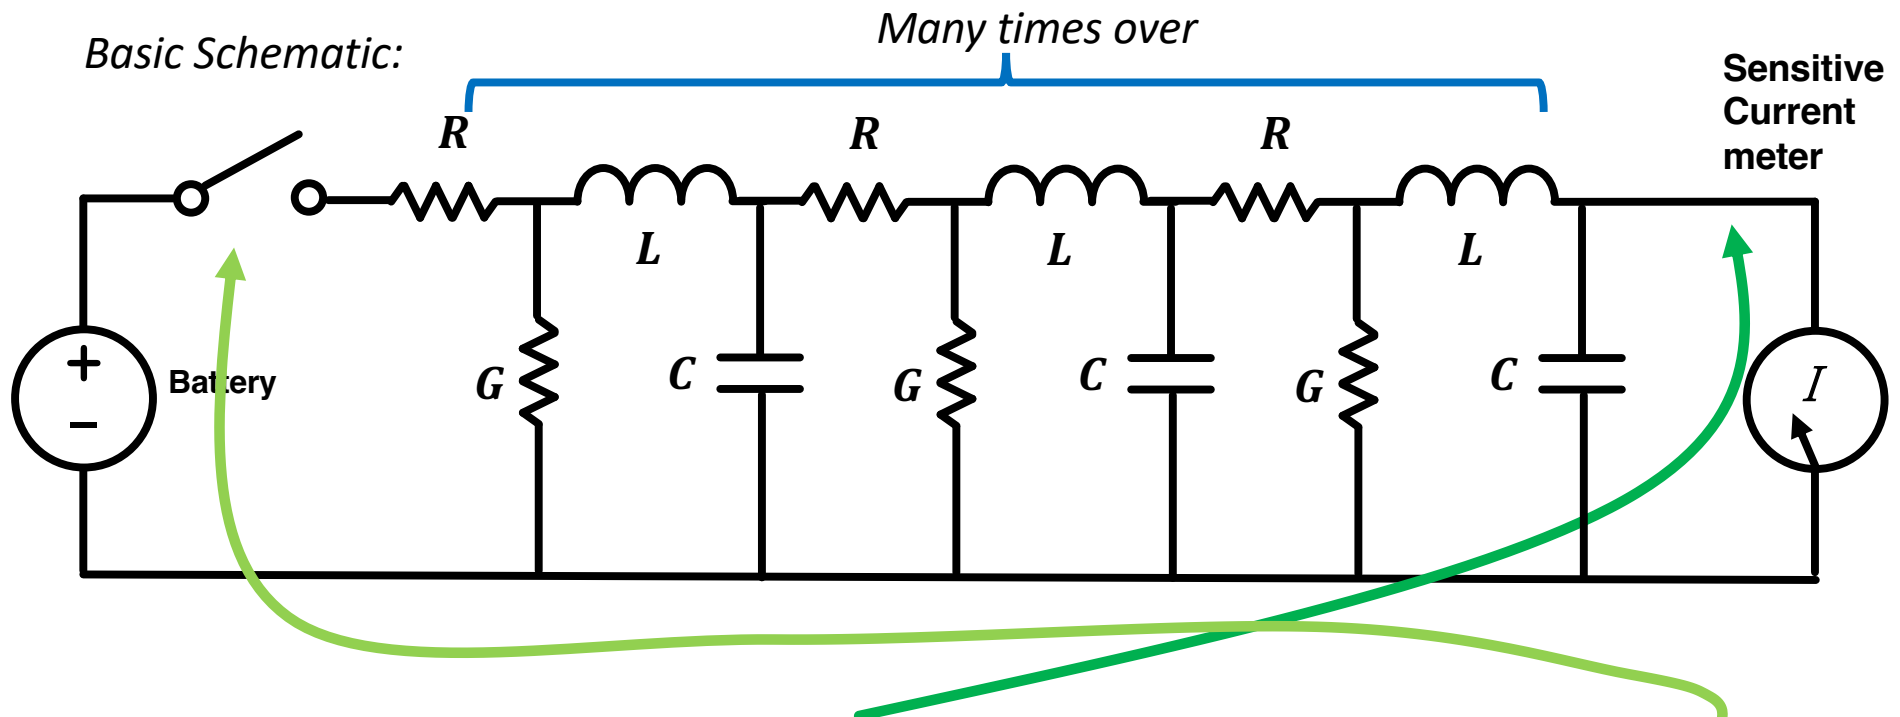 Many times over
Basic Schematic:
Sensitive
Current
meter
R
R
R
L
L
L
+
−
Battery
G
C
G
C
G
C
I